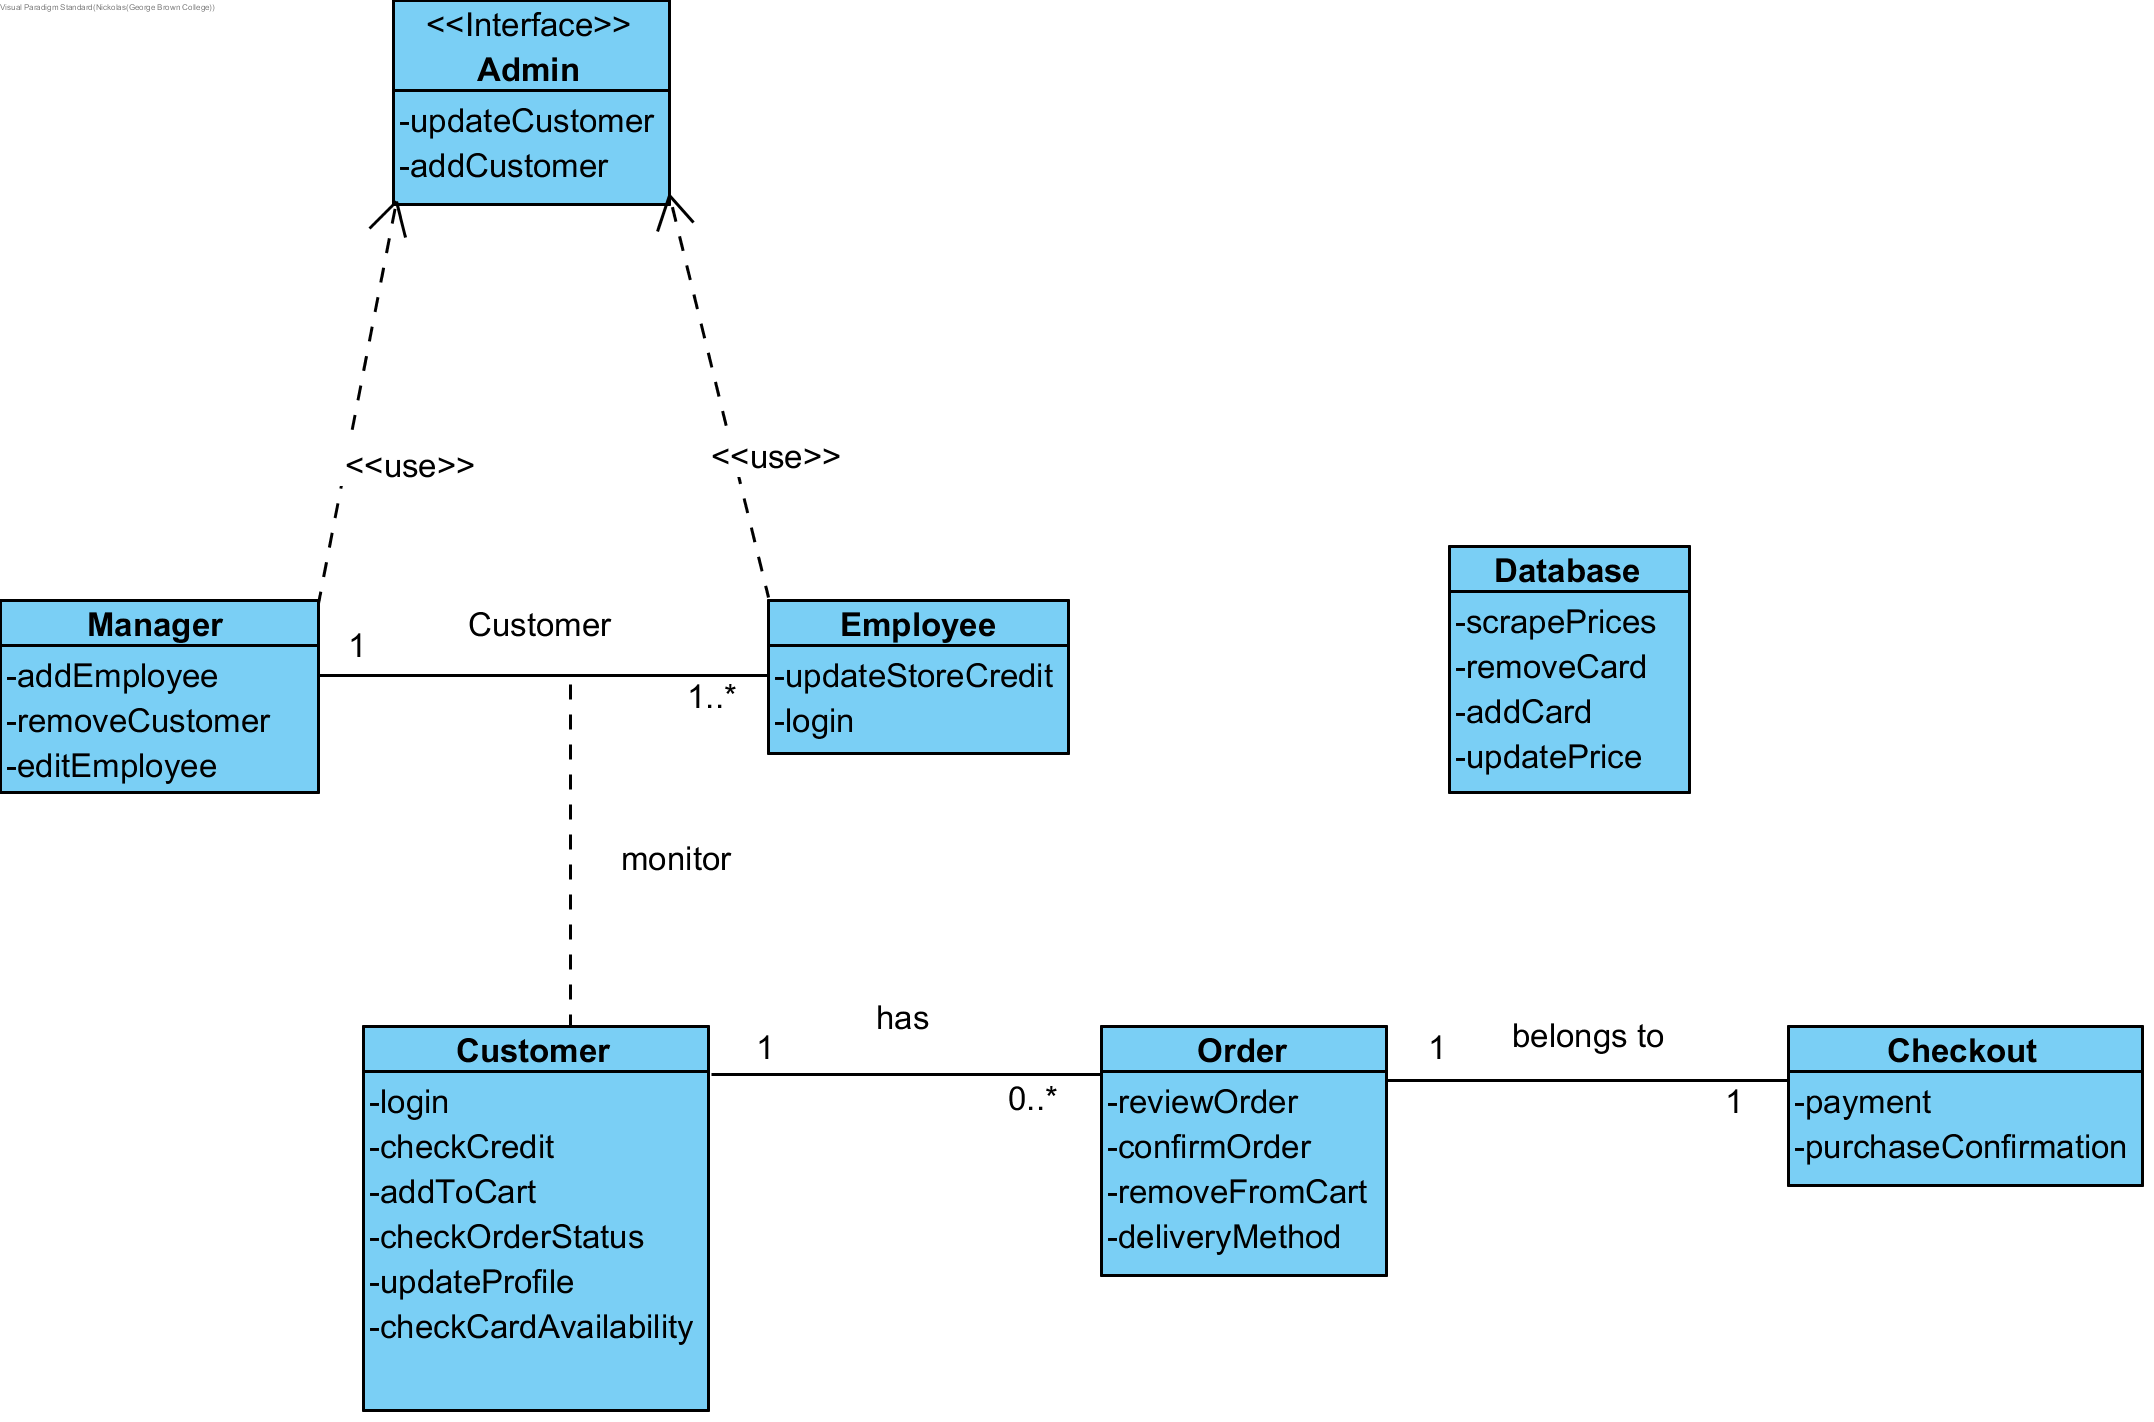 Visual Paradigm Standard(Nickolas(George Brown College))
<<Interface>>
Admin
-updateCustomer
-addCustomer
<<use>>
<<use>>
Manager
-addEmployee
-removeCustomer
-editEmployee
1
Customer
1..*
Employee
-updateStoreCredit
-login
Database
-scrapePrices
-removeCard
-addCard
-updatePrice
monitor
Customer
-login
-checkCredit
-addToCart
-checkOrderStatus
-updateProfile
-checkCardAvailability
1
has
0..*
Order
-reviewOrder
-confirmOrder
-removeFromCart
-deliveryMethod
1
belongs to
1
Checkout
-payment
-purchaseConfirmation